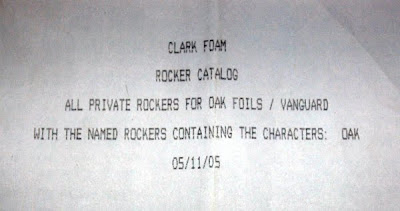 CLARK FOAM
ROCKER CATALOG
ALL PRIVATE ROCKERS FOR OAK FOILS / VANGUARD
WITH THE NAMED ROCKERS CONTAINING THE CHARACTERS: OAK
05/11/05